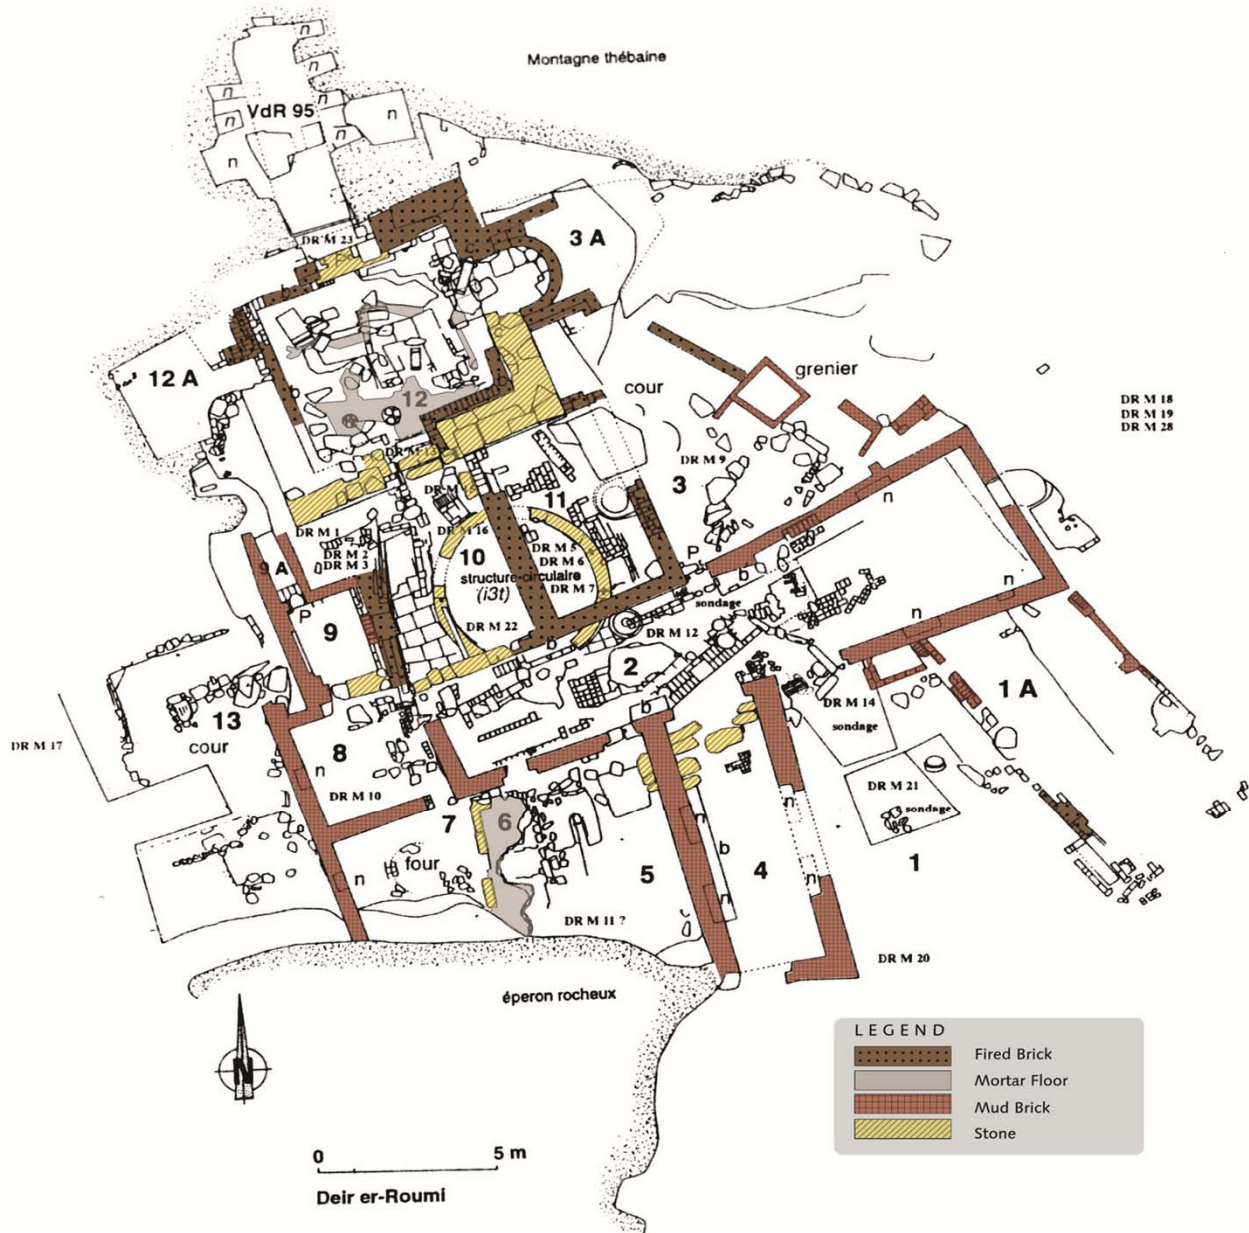 n
Montagne thébaine
n
n
VdR 95
n
n
n
n
n
DR M 23
3 A
b
12 A
b
12
cour
grenier
DR M 18
DR M 19
DR M 28
DR M 9
3
11
n
DR M 1
DR M 2
DR M 3
DR M 16
10
structure circulaire
(i3t)
DR M 5
DR M 6
DR M 7
9 A
P
P
b
n
9
DR M 22
b
sondage
DR M 12
n
2
1 A
13
cour
DR M 17
8
b
DR M 14
sondage
n
DR M 10
DR M 21
sondage
7
6
n
n
four
n
5
b
4
n
1
n
DR M 11 ?
DR M 20
éperon rocheux
N
0
5 m
Deir er-Roumi
LEGEND
Fired Brick
Mortar Floor
Mud Brick
Stone